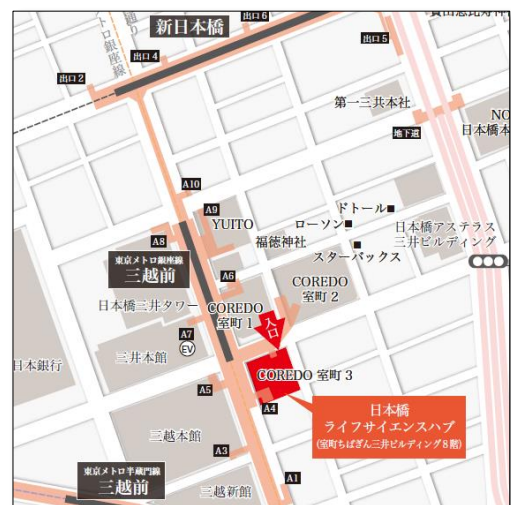 新日本橋
出口6
出口5
出口4
出口2
トロ銀座線
第一三共本社
地下道
NO
日本橋本
A10
A9
YUITO
ドトール■
ローソン■
福徳神社
スターバックス
日本橋アステラス
三井ビルディング
A8
東京メトロ銀座線
三越前
A6
日本橋三井タワー
COREDO
室町 1
COREDO
室町 2
入口
A7
EV
三井本館
日本銀行
COREDO 室町 3
A5
A4
日本橋
ライフサイエンスハブ
(室町ちばぎん三井ビルディング8階)
三越本館
A3
東京メトロ半蔵門線
三越前
三越新館
A1